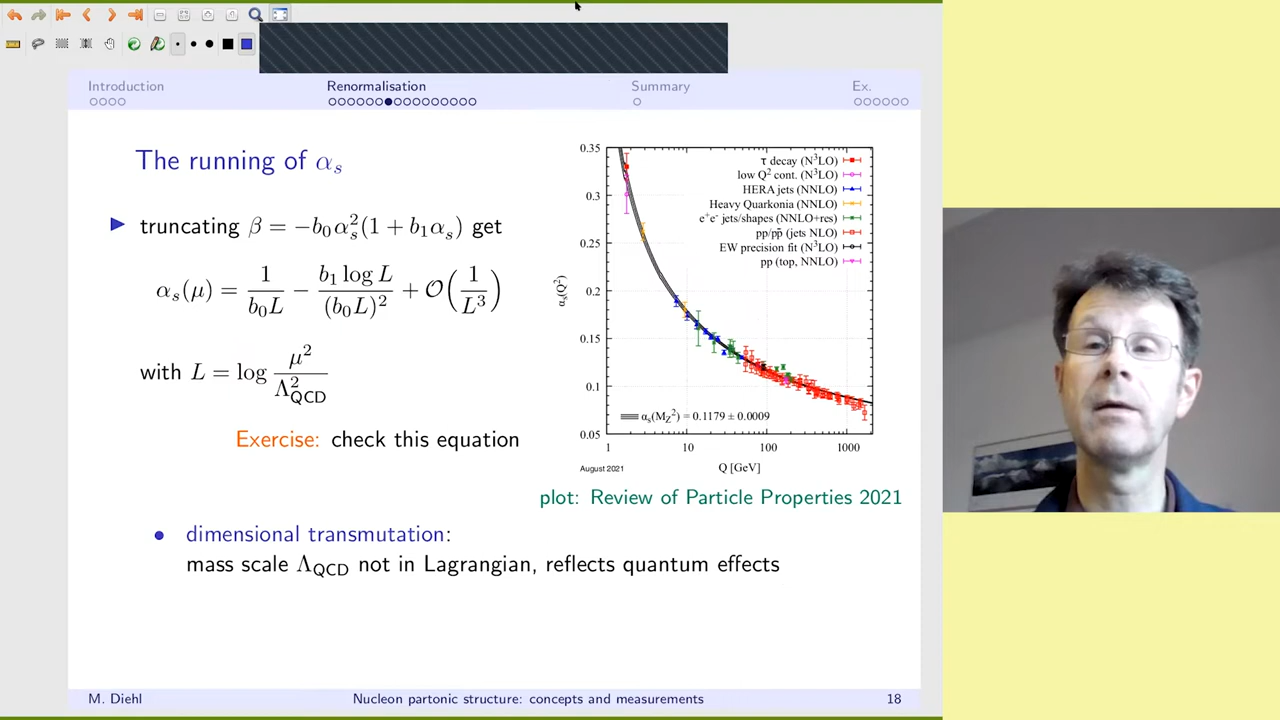 Introduction
Renormalisation
Summary
Ex.
The running of αₛ
truncating β = −b₀αₛ²(1 + b₁αₛ) get
αₛ(μ) = 1/(b₀L) − b₁ log L/(b₀L)² + O(1/L³)
with L = log μ²/Λ²QCD
Exercise: check this equation
0.35
0.3
0.25
0.2
0.15
0.1
0.05
αₛ(Q²)
τ decay (N³LO)
low Q² cont. (N³LO)
HERA jets (NNLO)
Heavy Quarkonia (NNLO)
e⁺e⁻ jets/shapes (NNLO+res)
pp/pp̄ (jets NLO)
EW precision fit (N³LO)
pp (top, NNLO)
αₛ(M_Z²) = 0.1179 ± 0.0009
1 10 100 1000
August 2021
Q [GeV]
plot: Review of Particle Properties 2021
• dimensional transmutation:
mass scale ΛQCD not in Lagrangian, reflects quantum effects
M. Diehl
Nucleon partonic structure: concepts and measurements
18